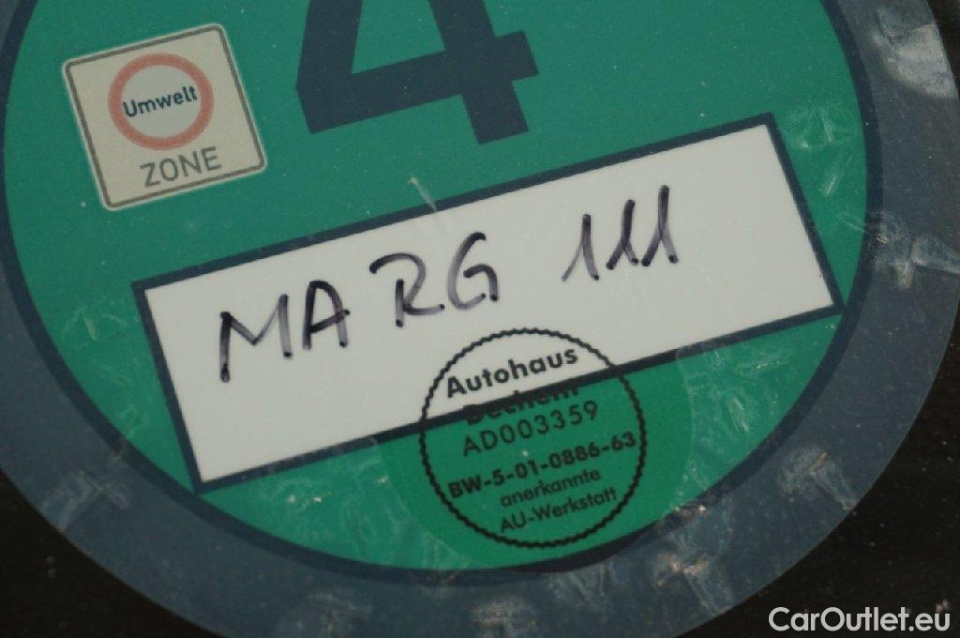 4
Umwelt
ZONE
MA RG 111
Autohaus
AD003359
BW-5-01-0886-63
anerkannte
AU-Werkstatt
CarOutlet.eu